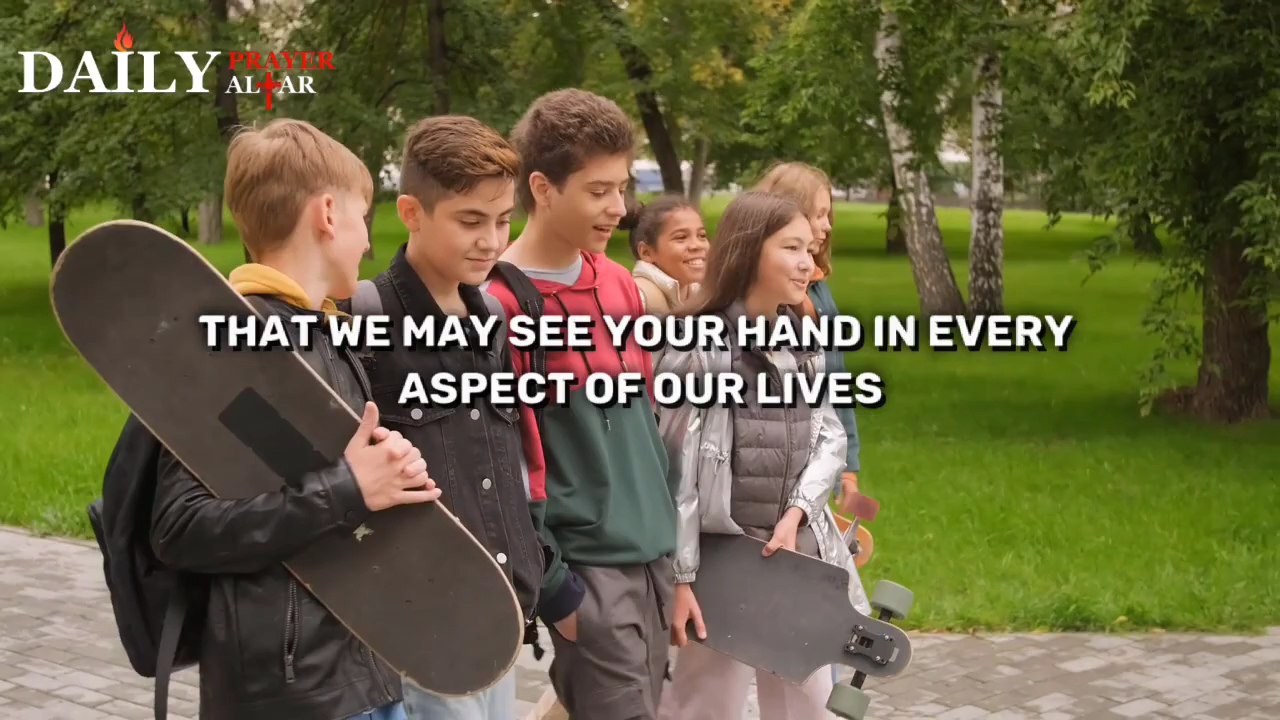 DAILY PRAYER ALTAR
THAT WE MAY SEE YOUR HAND IN EVERY
ASPECT OF OUR LIVES